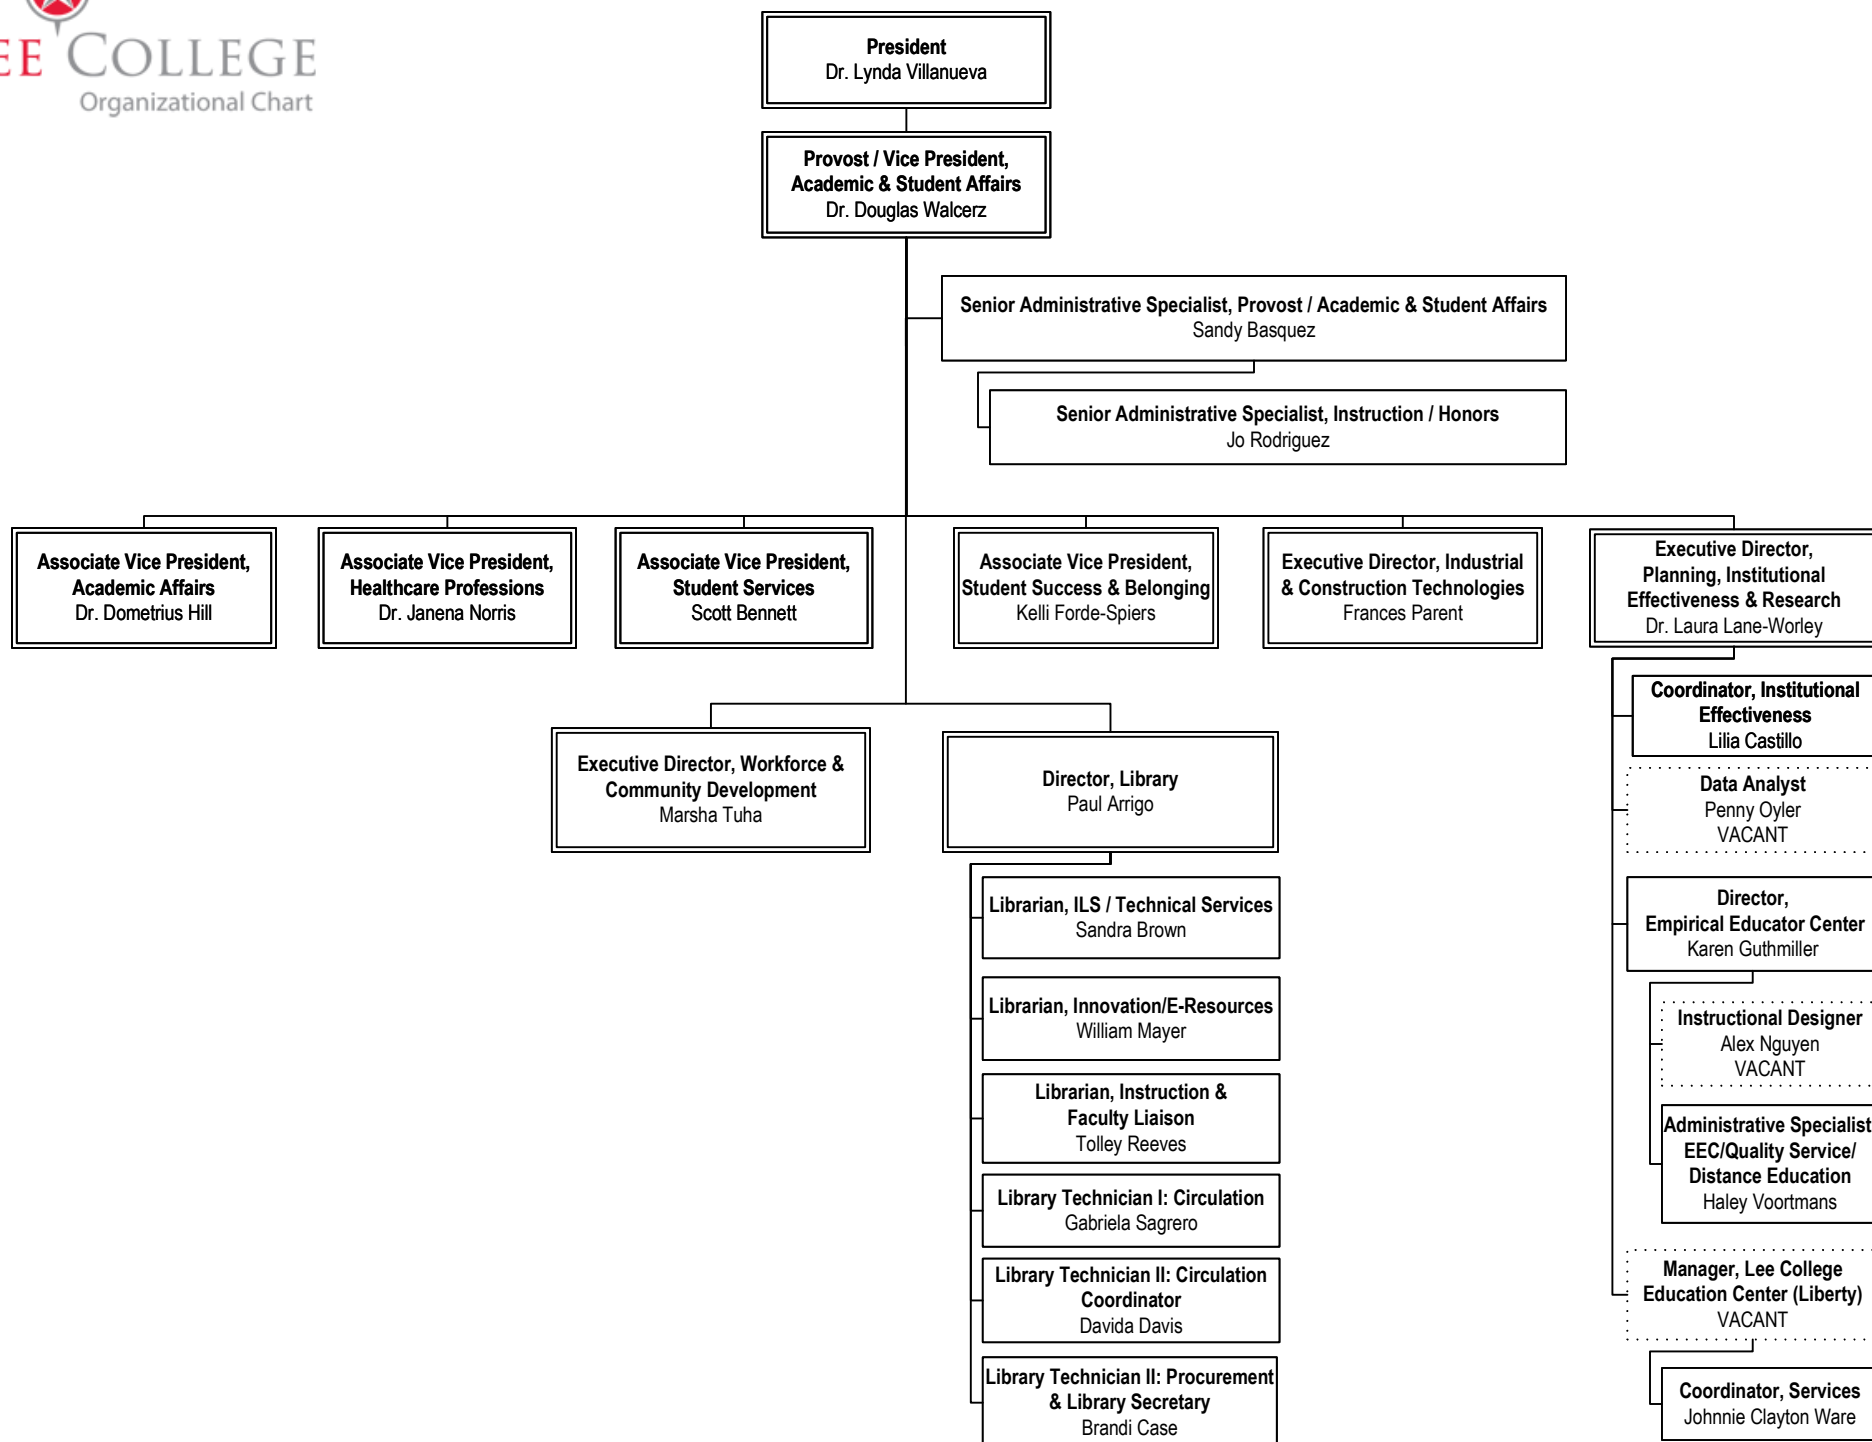 EE COLLEGE
Organizational Chart
President
Dr. Lynda Villanueva
Provost / Vice President,
Academic & Student Affairs
Dr. Douglas Walcerz
Senior Administrative Specialist, Provost / Academic & Student Affairs
Sandy Basquez
Senior Administrative Specialist, Instruction / Honors
Jo Rodriguez
Associate Vice President,
Academic Affairs
Dr. Dometrius Hill
Associate Vice President,
Healthcare Professions
Dr. Janena Norris
Associate Vice President,
Student Services
Scott Bennett
Associate Vice President,
Student Success & Belonging
Kelli Forde-Spiers
Executive Director, Industrial
& Construction Technologies
Frances Parent
Executive Director,
Planning, Institutional
Effectiveness & Research
Dr. Laura Lane-Worley
Executive Director, Workforce &
Community Development
Marsha Tuha
Director, Library
Paul Arrigo
Librarian, ILS / Technical Services
Sandra Brown
Librarian, Innovation/E-Resources
William Mayer
Librarian, Instruction &
Faculty Liaison
Tolley Reeves
Library Technician I: Circulation
Gabriela Sagrero
Library Technician II: Circulation
Coordinator
Davida Davis
Library Technician II: Procurement
& Library Secretary
Brandi Case
Coordinator, Institutional
Effectiveness
Lilia Castillo
Data Analyst
Penny Oyler
VACANT
Director,
Empirical Educator Center
Karen Guthmiller
Instructional Designer
Alex Nguyen
VACANT
Administrative Specialist
EEC/Quality Service/
Distance Education
Haley Voortmans
Manager, Lee College
Education Center (Liberty)
VACANT
Coordinator, Services
Johnnie Clayton Ware